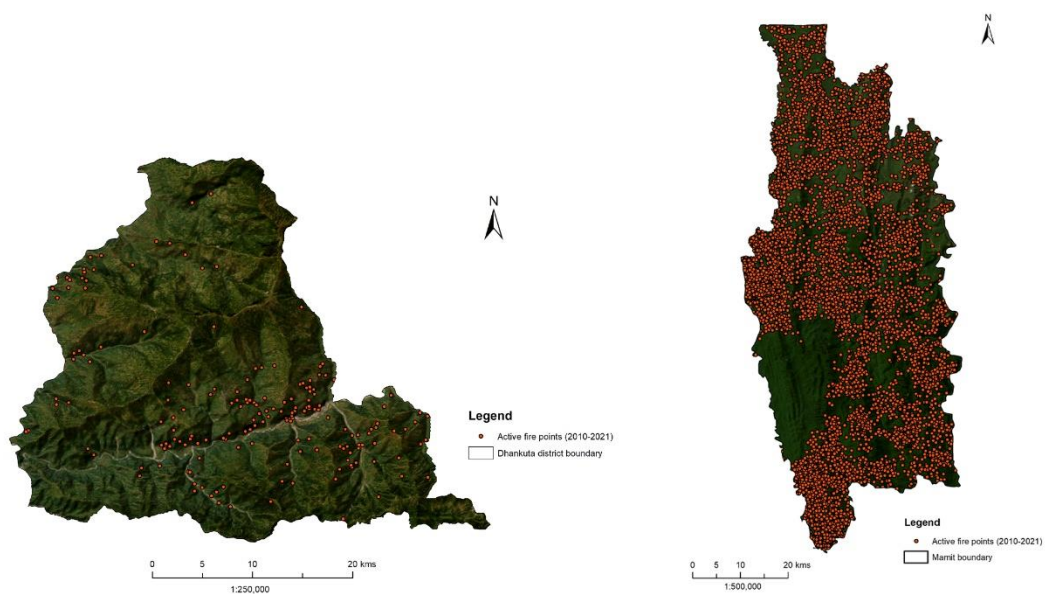 N
Legend
Active fire points (2010-2021)
Dhankuta district boundary
0 5 10 20 kms
1:250,000
N
Legend
Active fire points (2010-2021)
Mamit boundary
0 5 10 20 kms
1:500,000